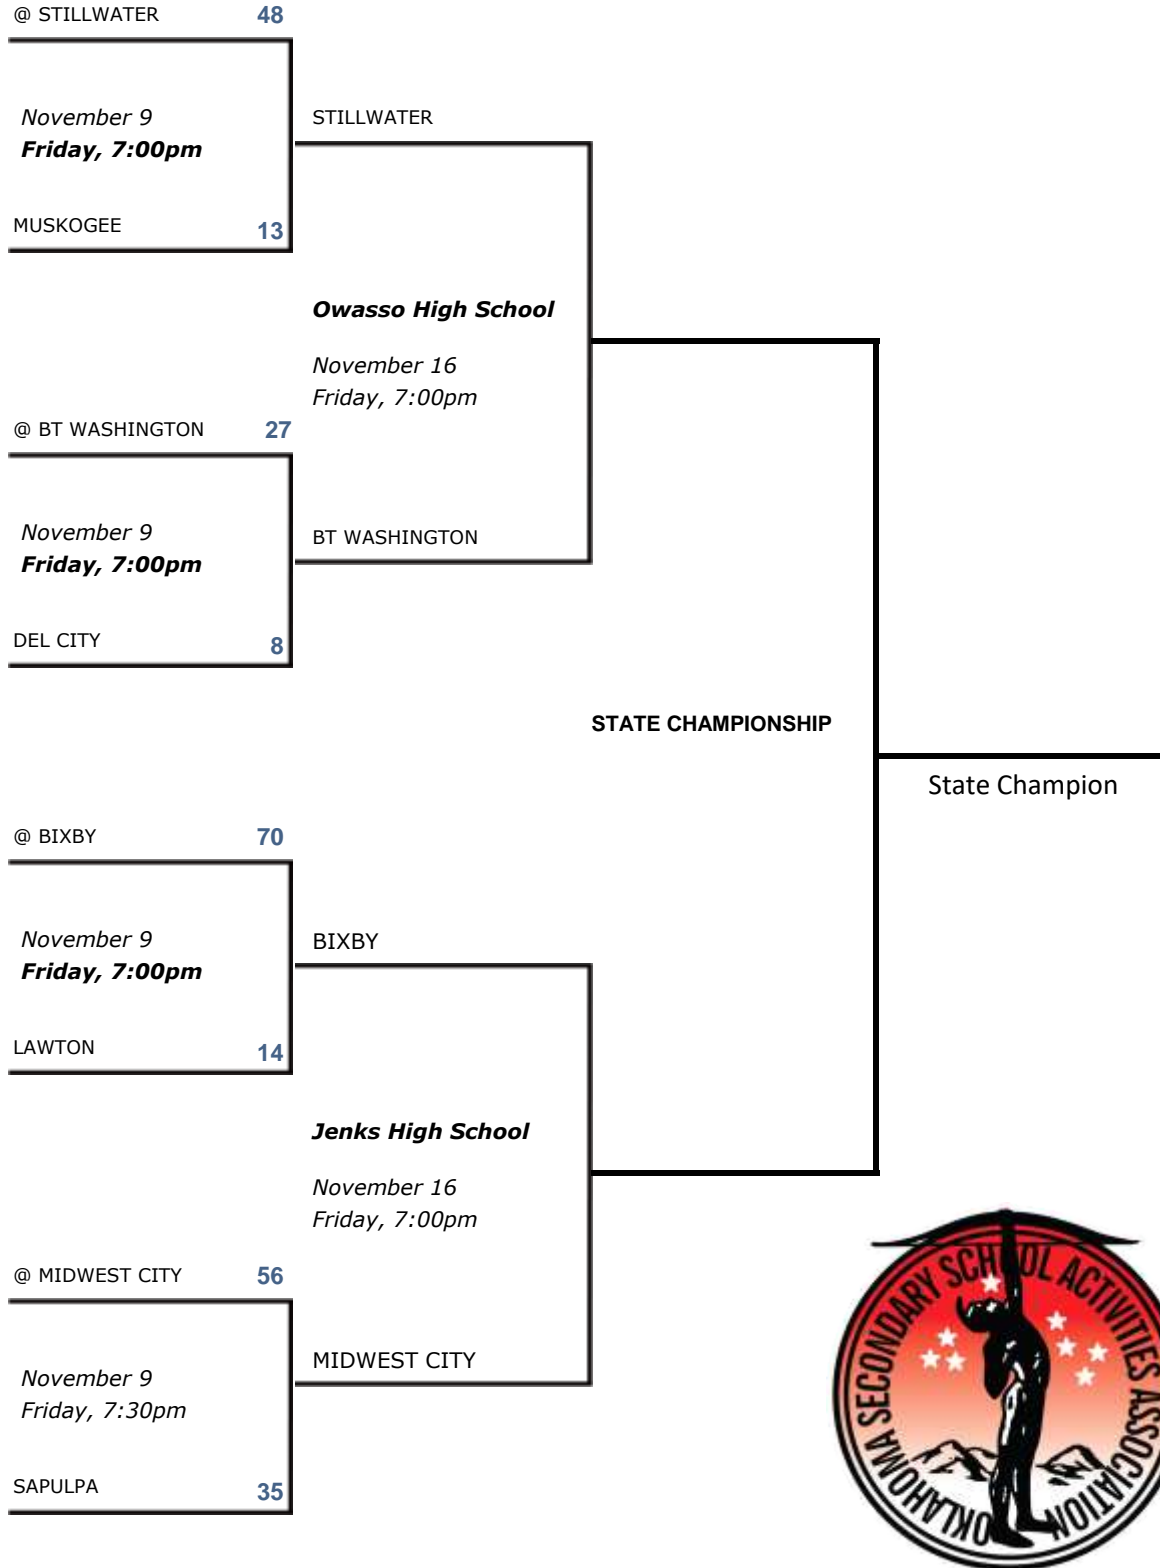 @ STILLWATER 48
November 9
Friday, 7:00pm
MUSKOGEE 13
STILLWATER
Owasso High School
November 16
Friday, 7:00pm
@ BT WASHINGTON 27
November 9
Friday, 7:00pm
DEL CITY 8
BT WASHINGTON
STATE CHAMPIONSHIP
State Champion
@ BIXBY 70
November 9
Friday, 7:00pm
LAWTON 14
BIXBY
Jenks High School
November 16
Friday, 7:00pm
@ MIDWEST CITY 56
November 9
Friday, 7:30pm
SAPULPA 35
MIDWEST CITY
OKLAHOMA SECONDARY SCHOOL ACTIVITIES ASSOCIATION